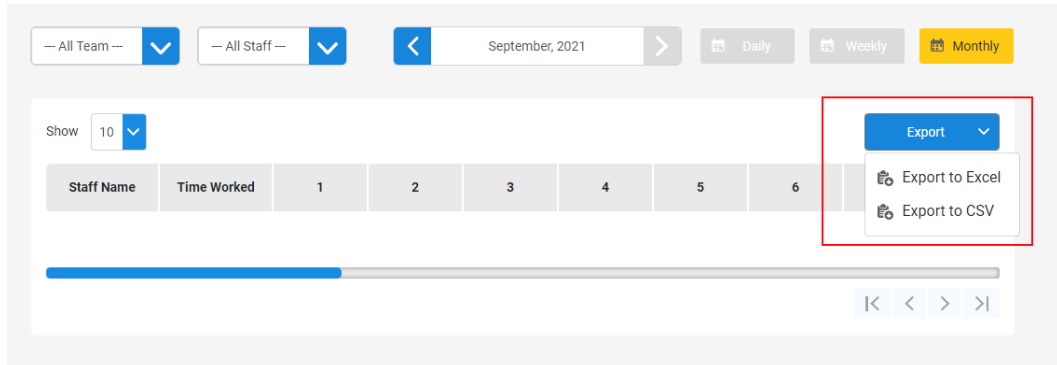 --- All Team ---
--- All Staff ---
September, 2021
Daily
Weekly
Monthly
Show 10
Export
Staff Name Time Worked 1 2 3 4 5 6
Export to Excel
Export to CSV